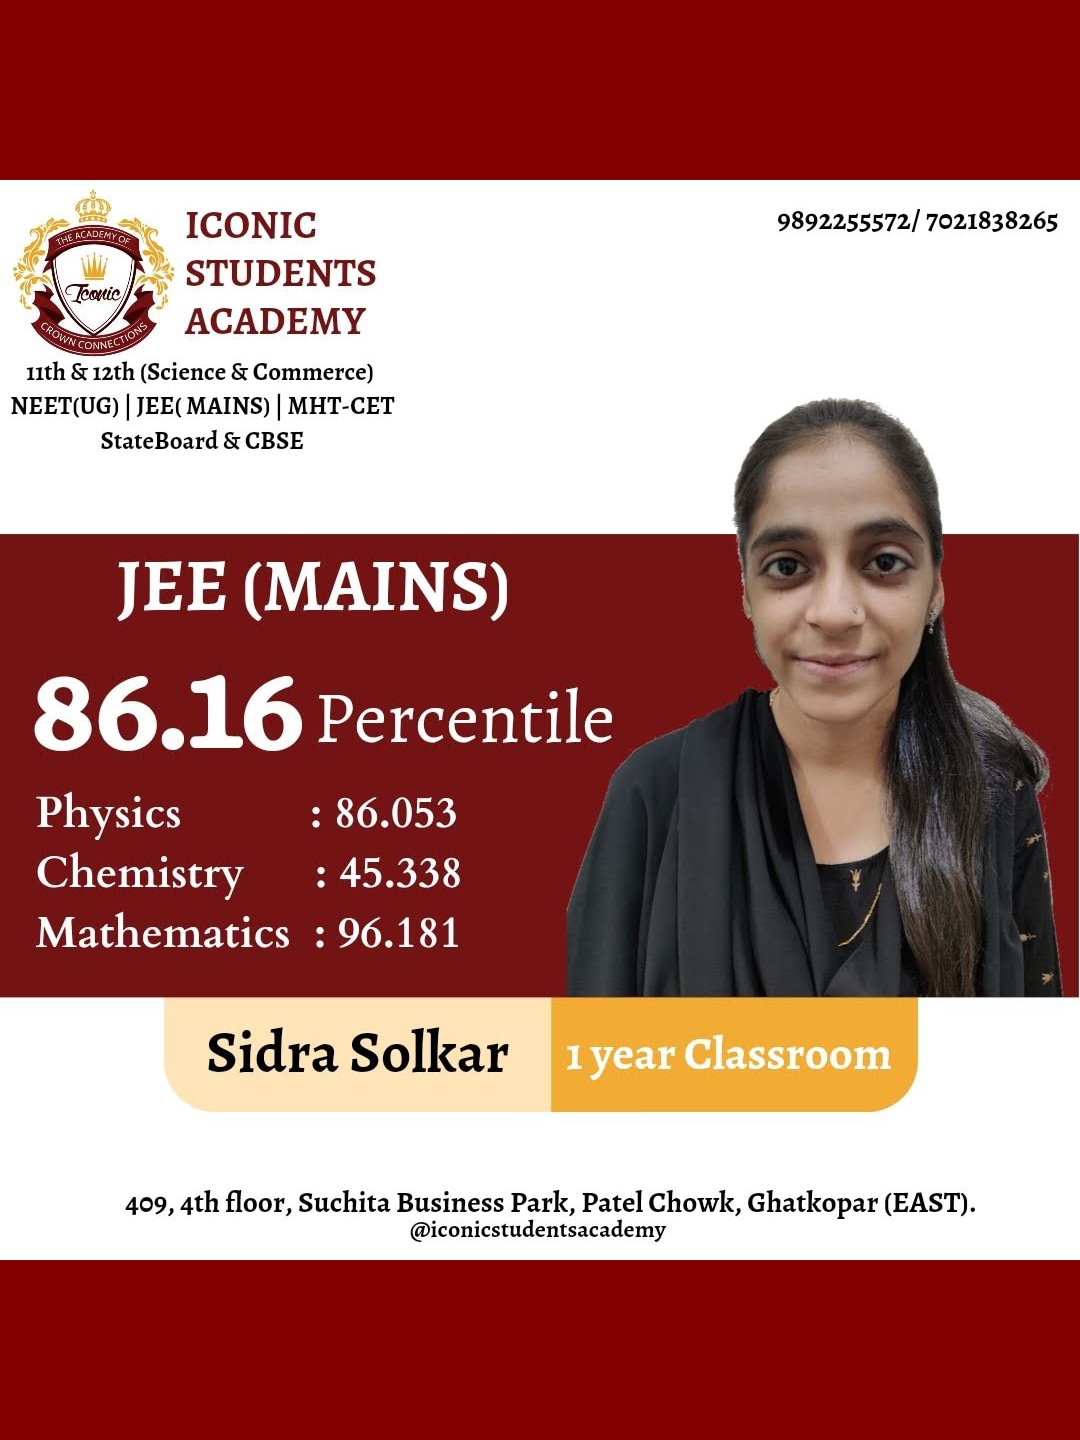 THE ACADEMY OF
Iconic
CROWN CONNECTIONS
ICONIC
STUDENTS
ACADEMY
9892255572/ 7021838265
11th & 12th (Science & Commerce)
NEET(UG) | JEE( MAINS) | MHT-CET
StateBoard & CBSE
JEE (MAINS)
86.16 Percentile
Physics : 86.053
Chemistry : 45.338
Mathematics : 96.181
Sidra Solkar
1 year Classroom
409, 4th floor, Suchita Business Park, Patel Chowk, Ghatkopar (EAST).
@iconicstudentsacademy